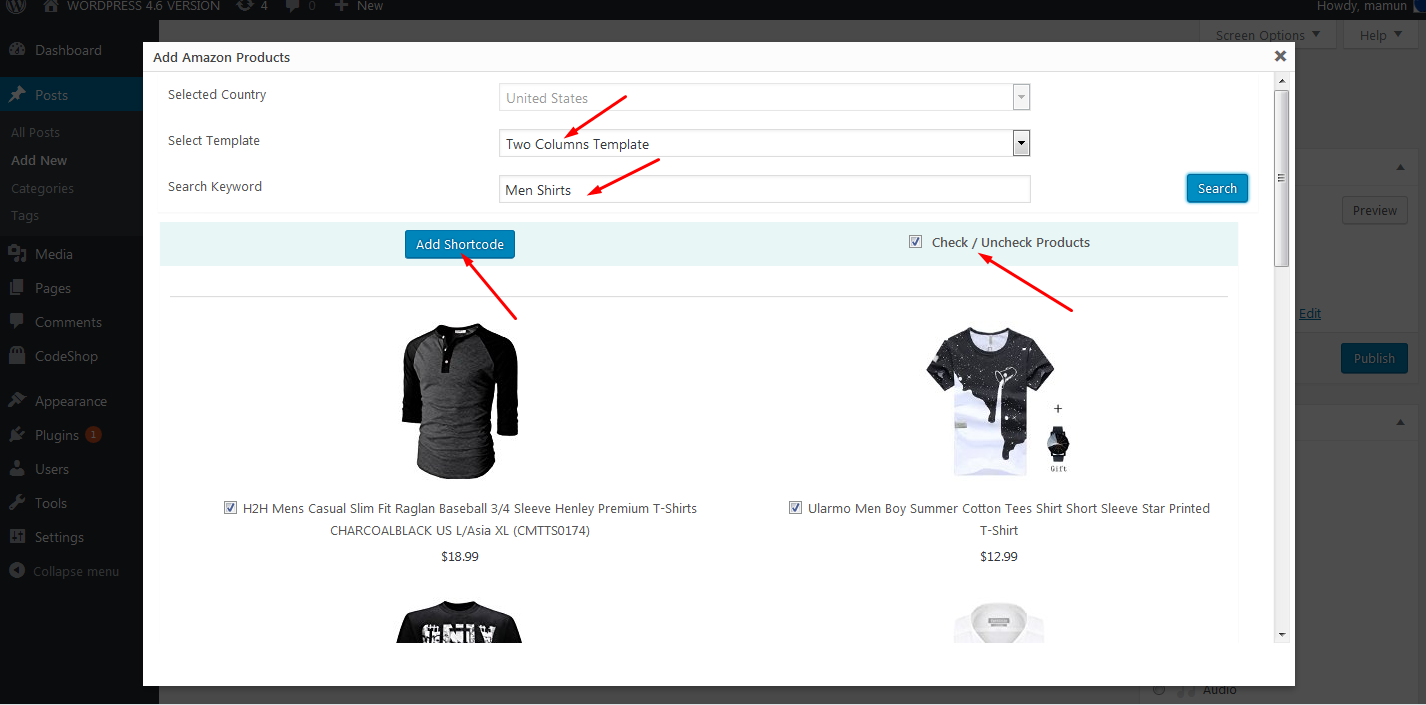 WORDPRESS 4.6 VERSION 4 0 New Howdy, mamun
Screen Options Help
Dashboard
Posts
All Posts
Add New
Categories
Tags
Media
Pages
Comments
CodeShop
Appearance
Plugins 1
Users
Tools
Settings
Collapse menu
Add Amazon Products
Selected Country United States
Select Template Two Columns Template
Search Keyword Men Shirts Search
Add Shortcode Check / Uncheck Products
Gift
H2H Mens Casual Slim Fit Raglan Baseball 3/4 Sleeve Henley Premium T-Shirts
CHARCOALBLACK US L/Asia XL (CMTTS0174)
$18.99
Ularmo Men Boy Summer Cotton Tees Shirt Short Sleeve Star Printed
T-Shirt
$12.99
Preview
Edit
Publish
Audio